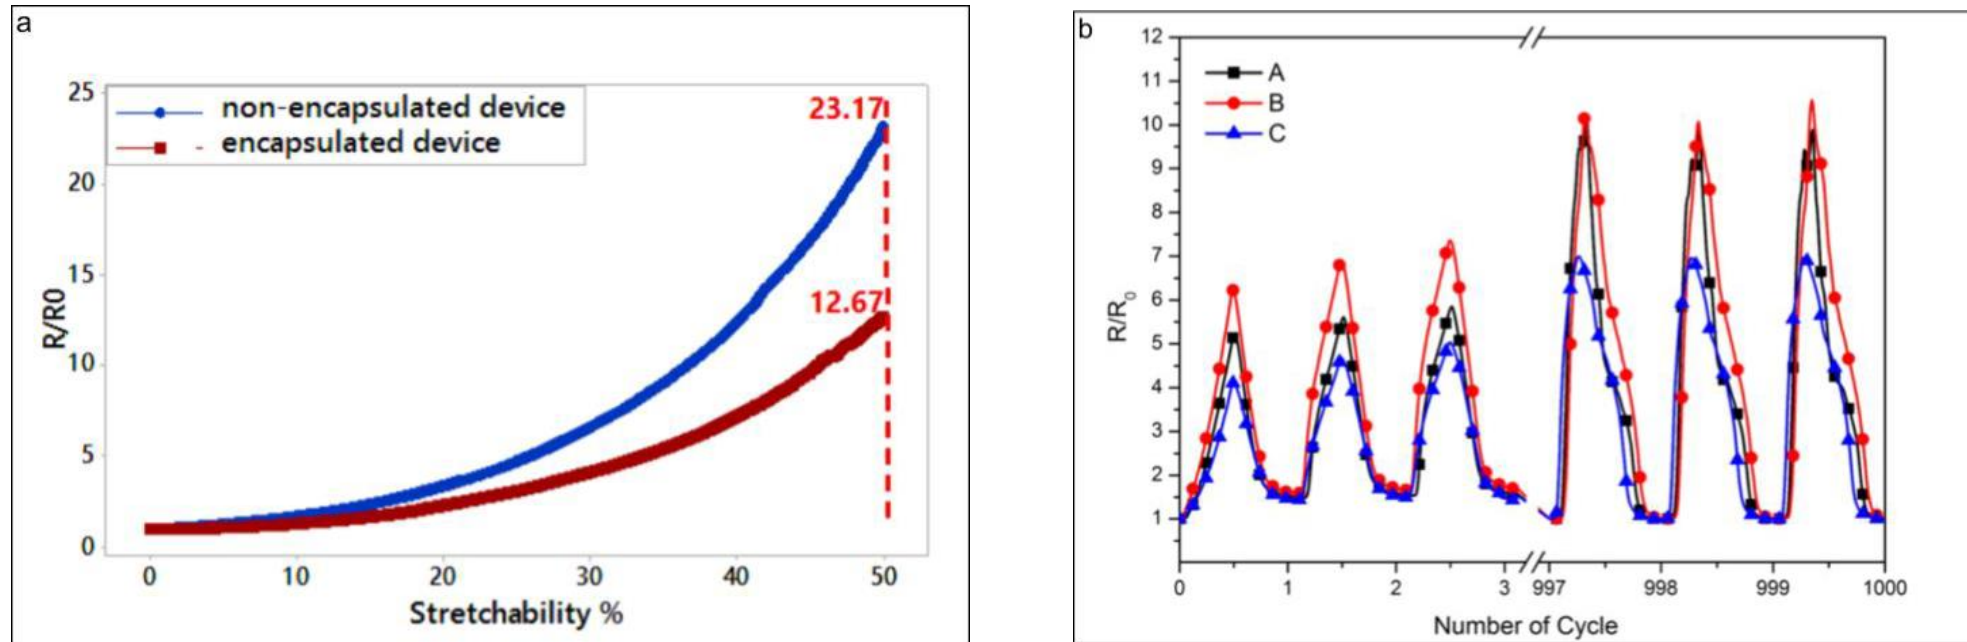 a
25
20
15
10
5
0
R/R0
non-encapsulated device
encapsulated device
23.17
12.67
0 10 20 30 40 50
Stretchability %
b
12
11
10
9
8
7
6
5
4
3
2
1
R/R₀
A
B
C
0 1 2 3 997 998 999 1000
Number of Cycle